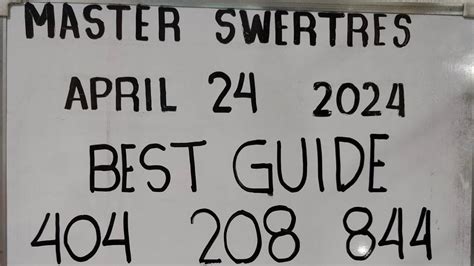 MASTER SWERTRES
APRIL 24 2024
BEST GUIDE
404 208 844